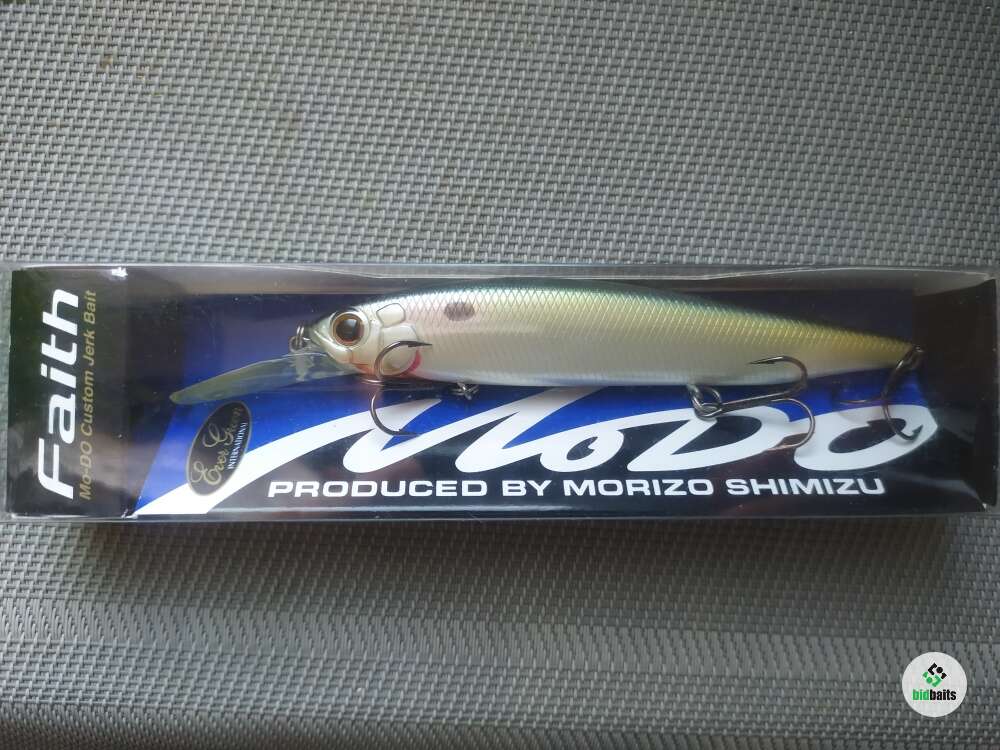 Faith
Mo-DO Custom Jerk Bait
Ever Green
INTERNATIONAL
MoDO
PRODUCED BY MORIZO SHIMIZU
bidbaits